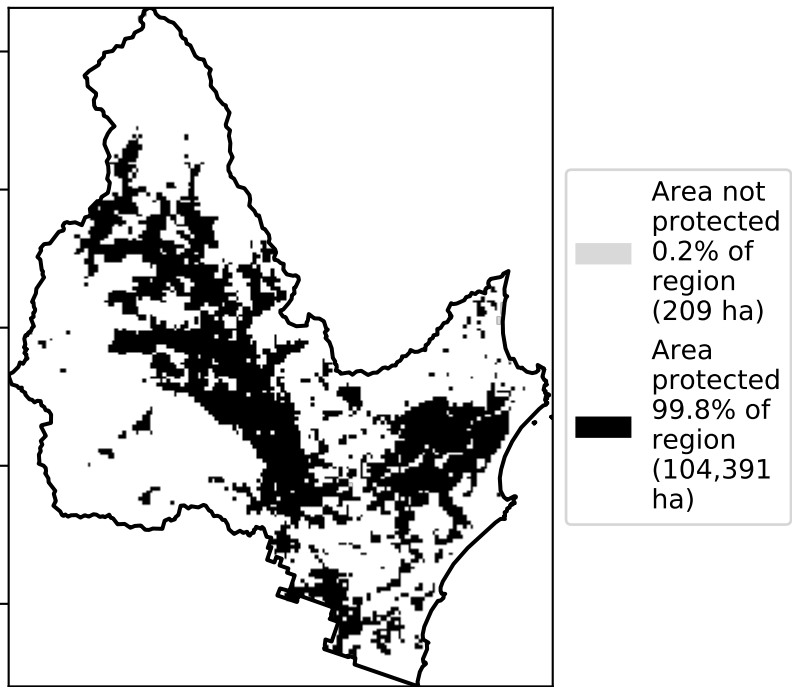 Area not
protected
0.2% of
region
(209 ha)
Area
protected
99.8% of
region
(104,391
ha)